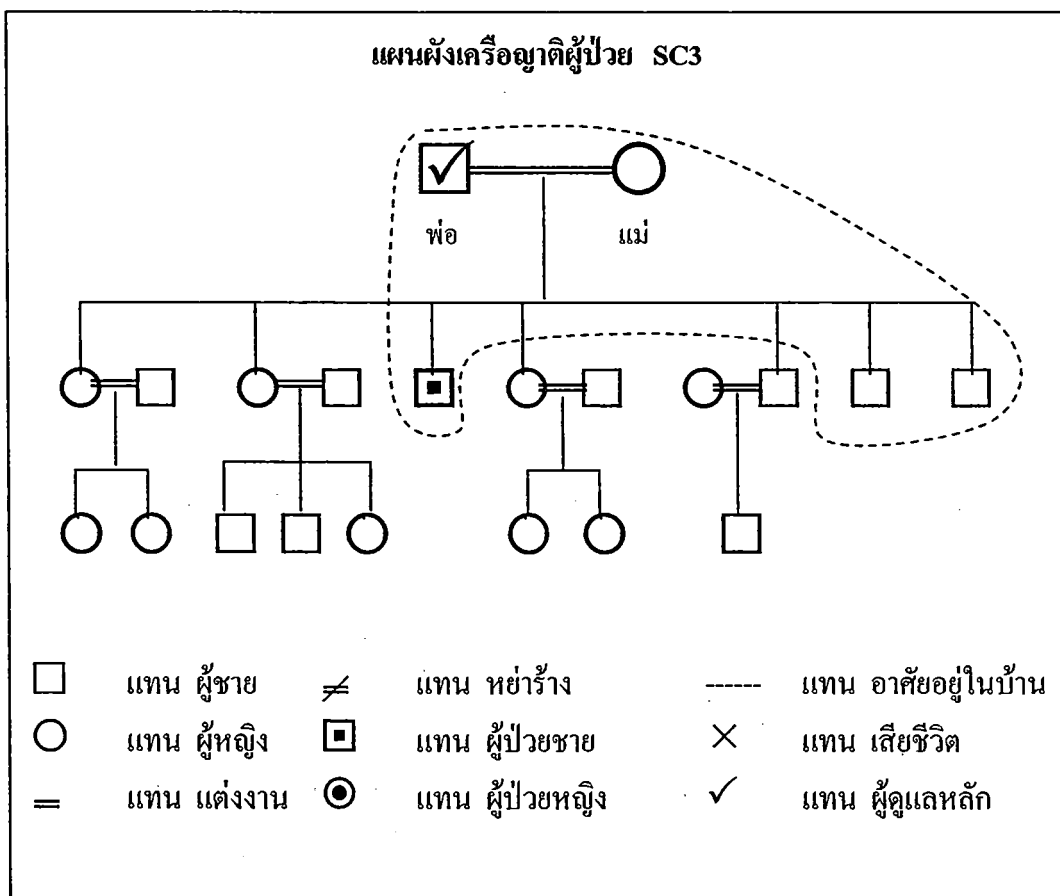 แผนผังเครือญาติผู้ป่วย SC3
พ่อ แม่
แทน ผู้ชาย แทน หย่าร้าง แทน อาศัยอยู่ในบ้าน
แทน ผู้หญิง แทน ผู้ป่วยชาย แทน เสียชีวิต
แทน แต่งงาน แทน ผู้ป่วยหญิง แทน ผู้ดูแลหลัก